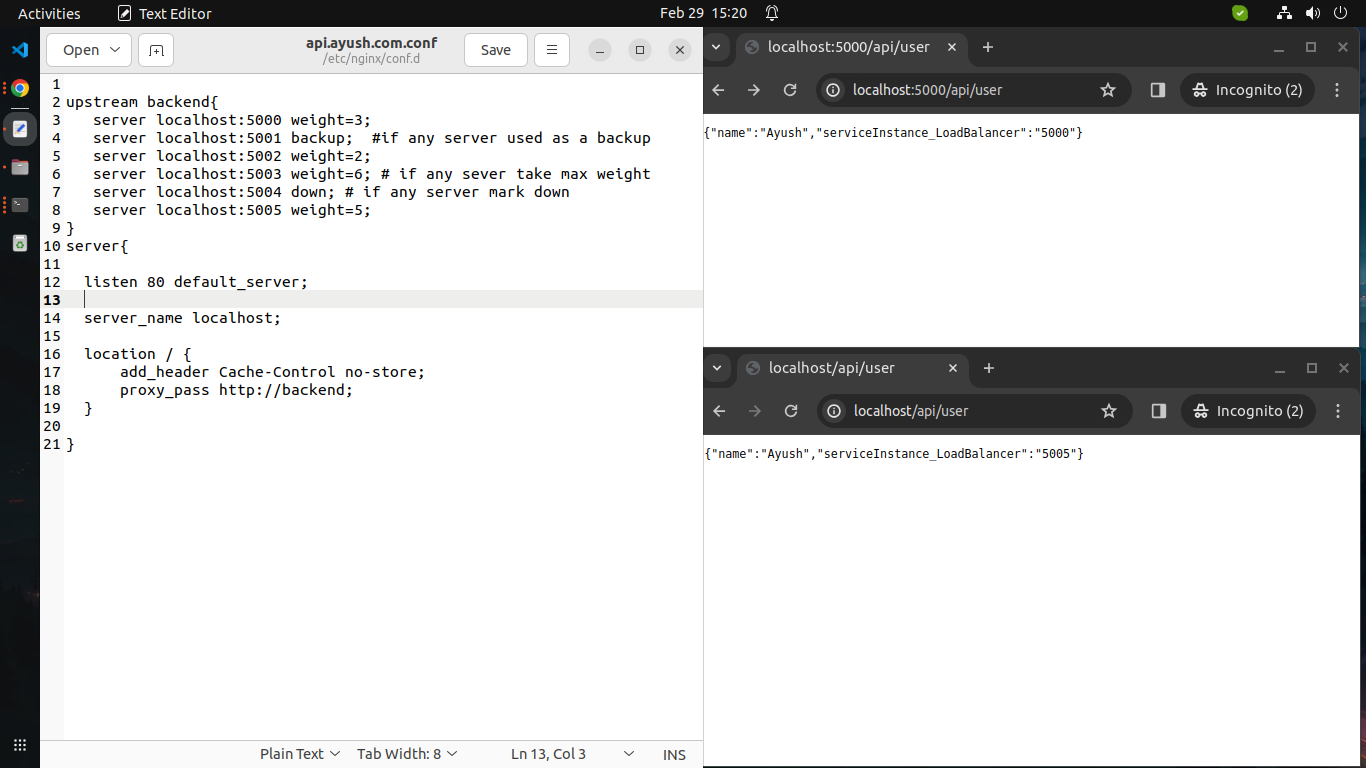 Activities Text Editor Feb 29 15:20
Open api.ayush.com.conf Save
/etc/nginx/conf.d
1
2 upstream backend{
3 server localhost:5000 weight=3;
4 server localhost:5001 backup; #if any server used as a backup
5 server localhost:5002 weight=2;
6 server localhost:5003 weight=6; # if any sever take max weight
7 server localhost:5004 down; # if any server mark down
8 server localhost:5005 weight=5;
9 }
10 server{
11
12 listen 80 default_server;
13
14 server_name localhost;
15
16 location / {
17 add_header Cache-Control no-store;
18 proxy_pass http://backend;
19 }
20
21 }
Plain Text Tab Width: 8 Ln 13, Col 3 INS
localhost:5000/api/user
localhost:5000/api/user Incognito (2)
{"name":"Ayush","serviceInstance_LoadBalancer":"5000"}
localhost/api/user
localhost/api/user Incognito (2)
{"name":"Ayush","serviceInstance_LoadBalancer":"5005"}